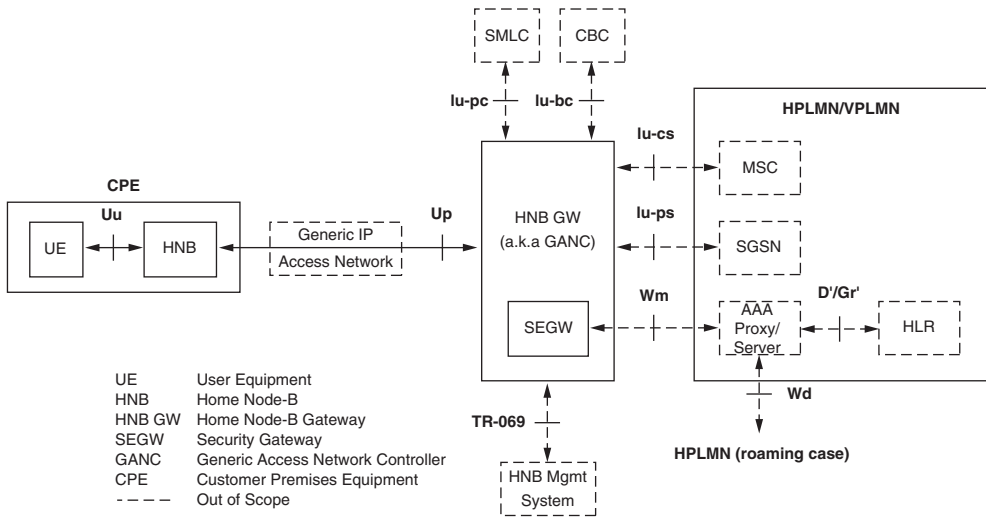 SMLC
CBC
Iu-pc
Iu-bc
HPLMN/VPLMN
Iu-cs
MSC
CPE
Uu
UE
HNB
Generic IP
Access Network
Up
HNB GW
(a.k.a GANC)
Iu-ps
SGSN
Wm
SEGW
AAA
Proxy/
Server
D'/Gr'
HLR
Wd
TR-069
HPLMN (roaming case)
HNB Mgmt
System
UE User Equipment
HNB Home Node-B
HNB GW Home Node-B Gateway
SEGW Security Gateway
GANC Generic Access Network Controller
CPE Customer Premises Equipment
Out of Scope